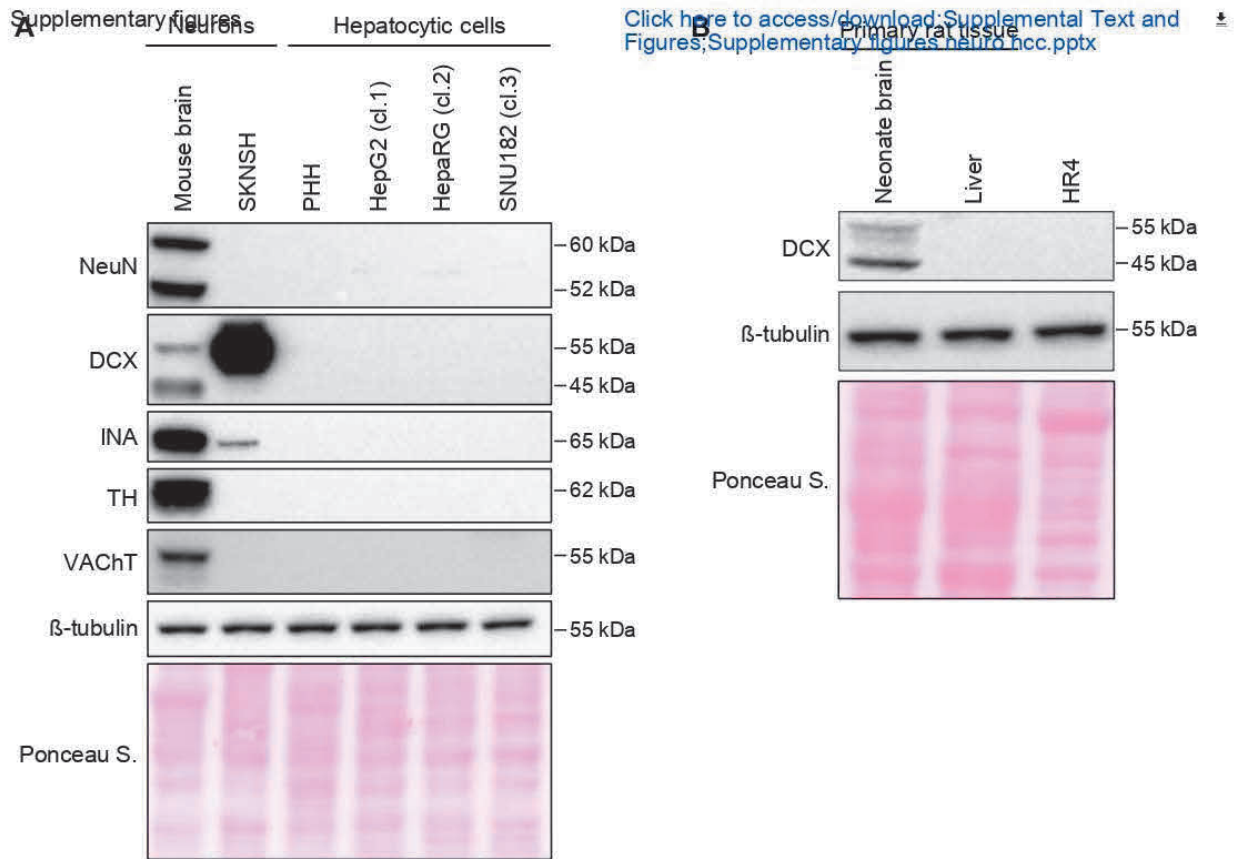 Supplementary figures
Click here to access/download;Supplemental Text and
Figures;Supplementary figures neuro hcc.pptx
A
Neurons
Hepatocytic cells
Mouse brain
SKNSH
PHH
HepG2 (cl.1)
HepaRG (cl.2)
SNU182 (cl.3)
NeuN
60 kDa
52 kDa
DCX
55 kDa
45 kDa
INA
65 kDa
TH
62 kDa
VAChT
55 kDa
ß-tubulin
55 kDa
Ponceau S.
B
Primary rat tissue
Neonate brain
Liver
HR4
DCX
55 kDa
45 kDa
ß-tubulin
55 kDa
Ponceau S.